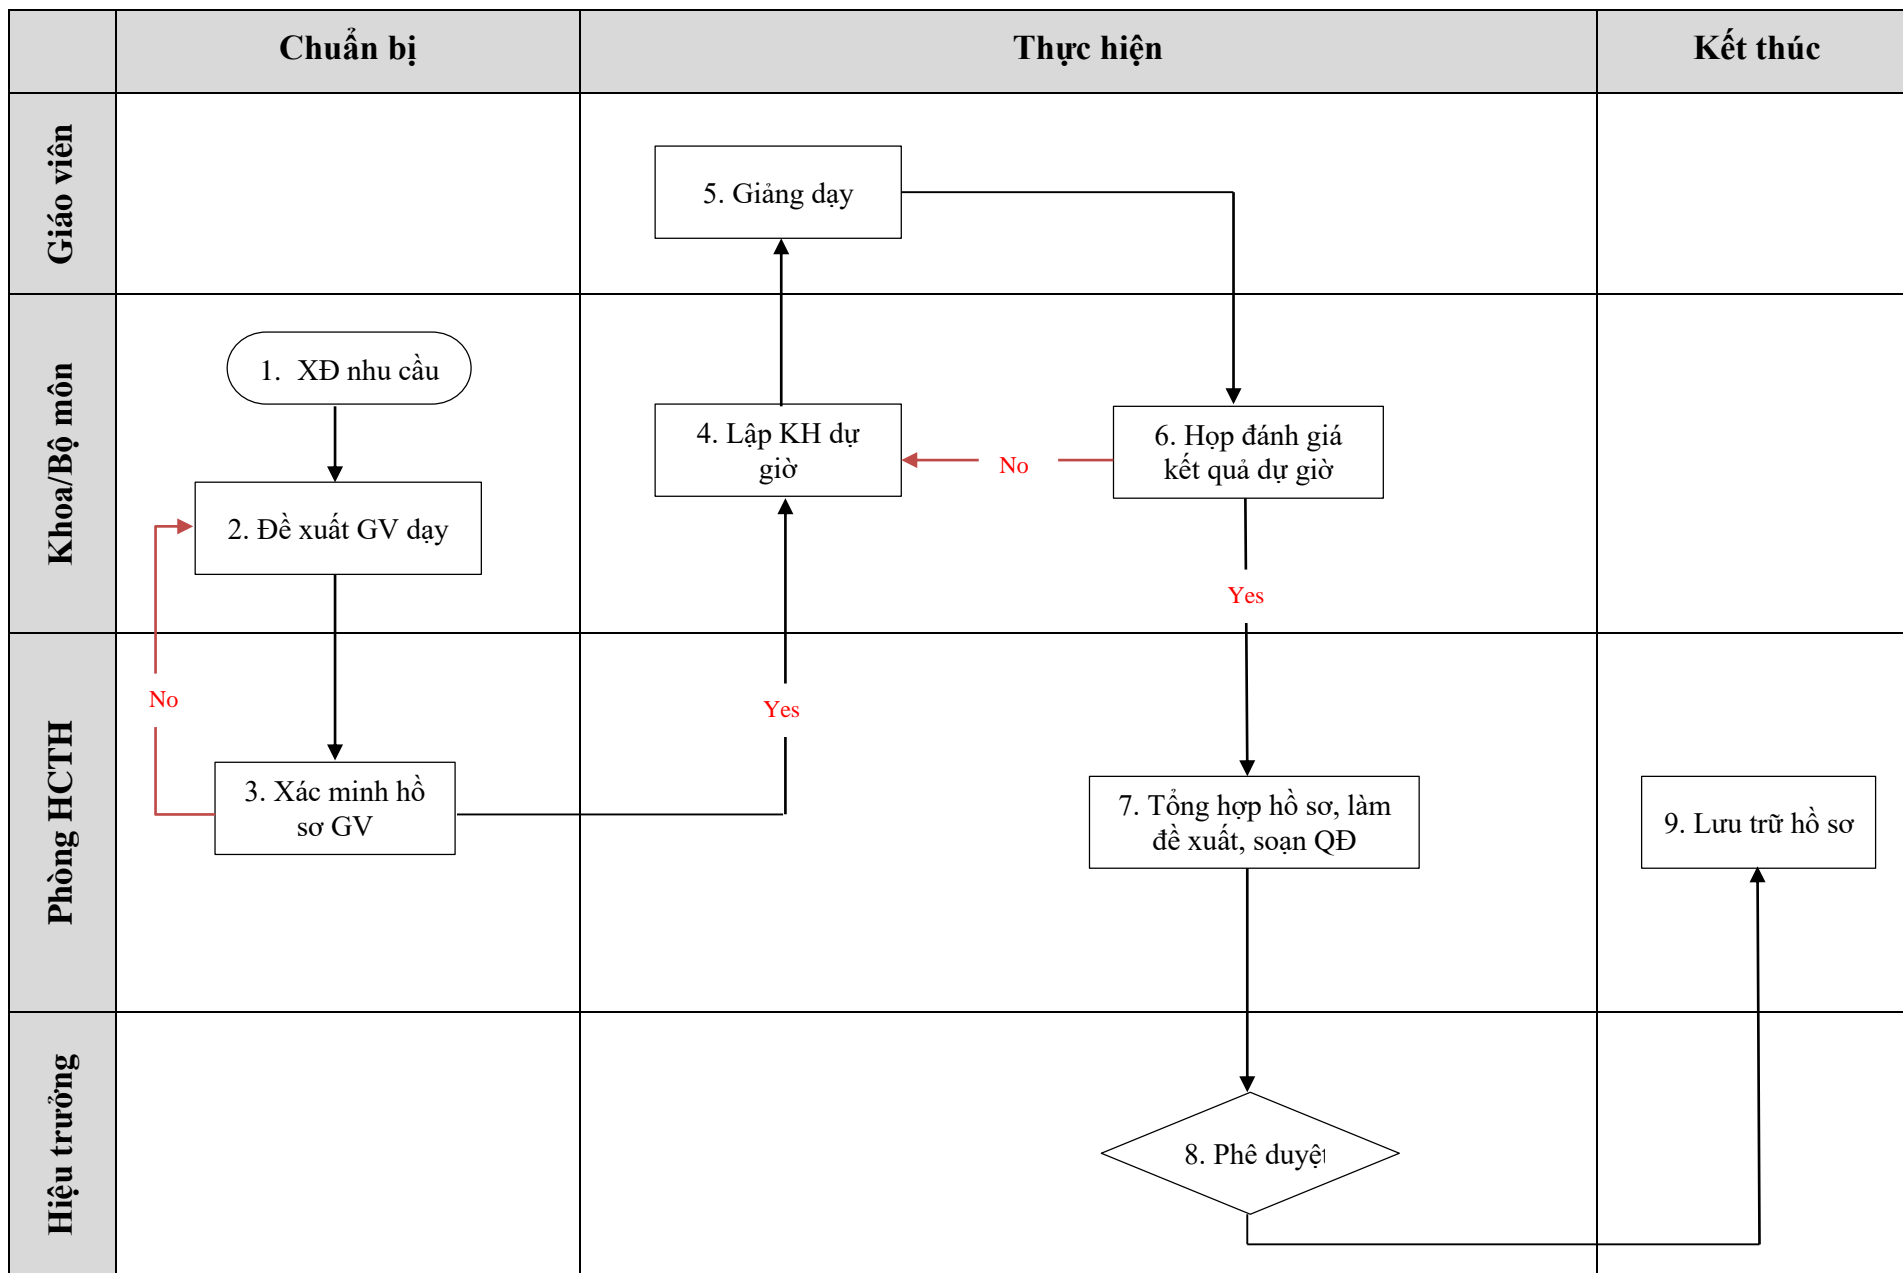 Chuẩn bị
Thực hiện
Kết thúc
Giáo viên
5. Giảng dạy
Khoa/Bộ môn
1. XĐ nhu cầu
2. Đề xuất GV dạy
4. Lập KH dự
giờ
No
6. Họp đánh giá
kết quả dự giờ
Yes
Phòng HCTH
No
Yes
3. Xác minh hồ
sơ GV
7. Tổng hợp hồ sơ, làm
đề xuất, soạn QĐ
9. Lưu trữ hồ sơ
Hiệu trưởng
8. Phê duyệt